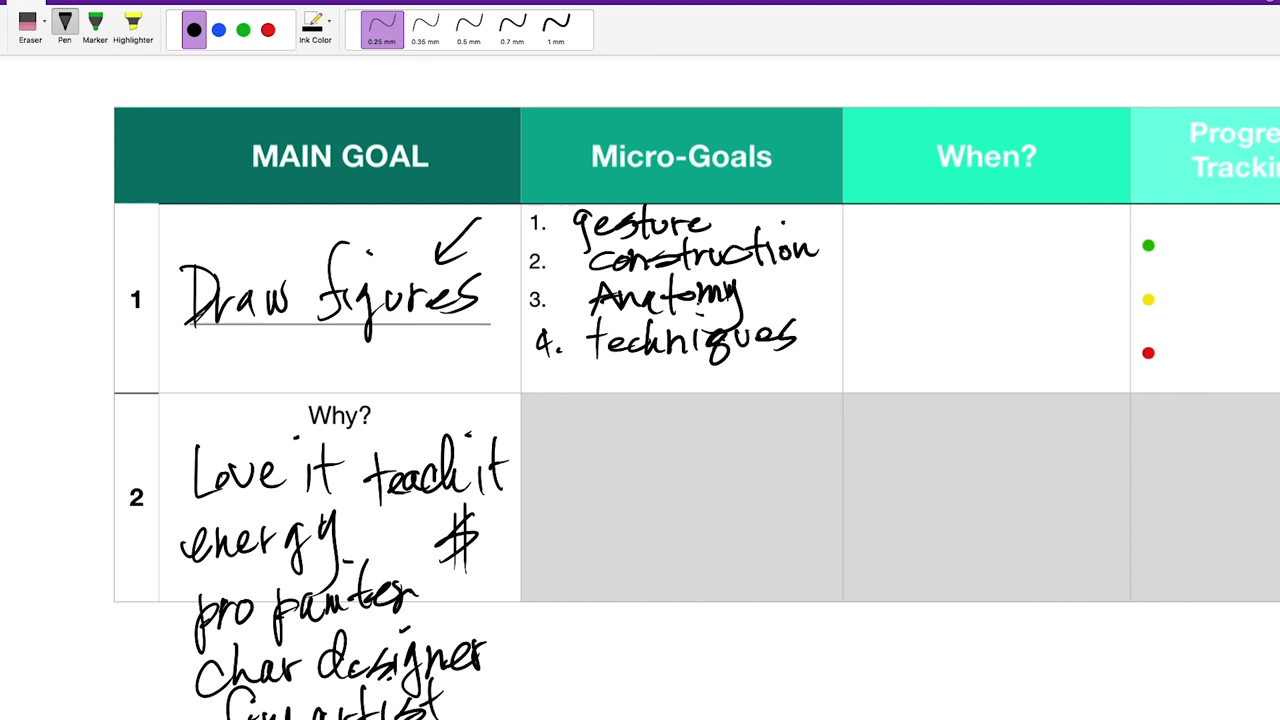 Eraser Pen Marker Highlighter Ink Color 0.25 mm 0.35 mm 0.5 mm 0.7 mm 1 mm
MAIN GOAL Micro-Goals When? Progre
Trackin
1 Draw figures
1. gesture
2. construction
3. Anatomy
4. techniques
2 Why?
Love it teach it
energy $
pro painter
char designer
artist